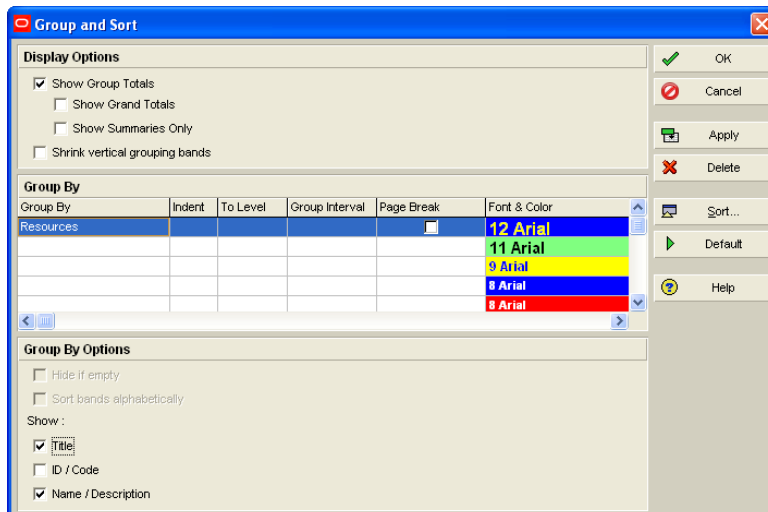 Group and Sort
Display Options
Show Group Totals
Show Grand Totals
Show Summaries Only
Shrink vertical grouping bands
Group By
Group By Indent To Level Group Interval Page Break Font & Color
Resources 12 Arial
11 Arial
9 Arial
8 Arial
8 Arial
Group By Options
Hide if empty
Sort bands alphabetically
Show :
Title
ID / Code
Name / Description
OK
Cancel
Apply
Delete
Sort...
Default
Help